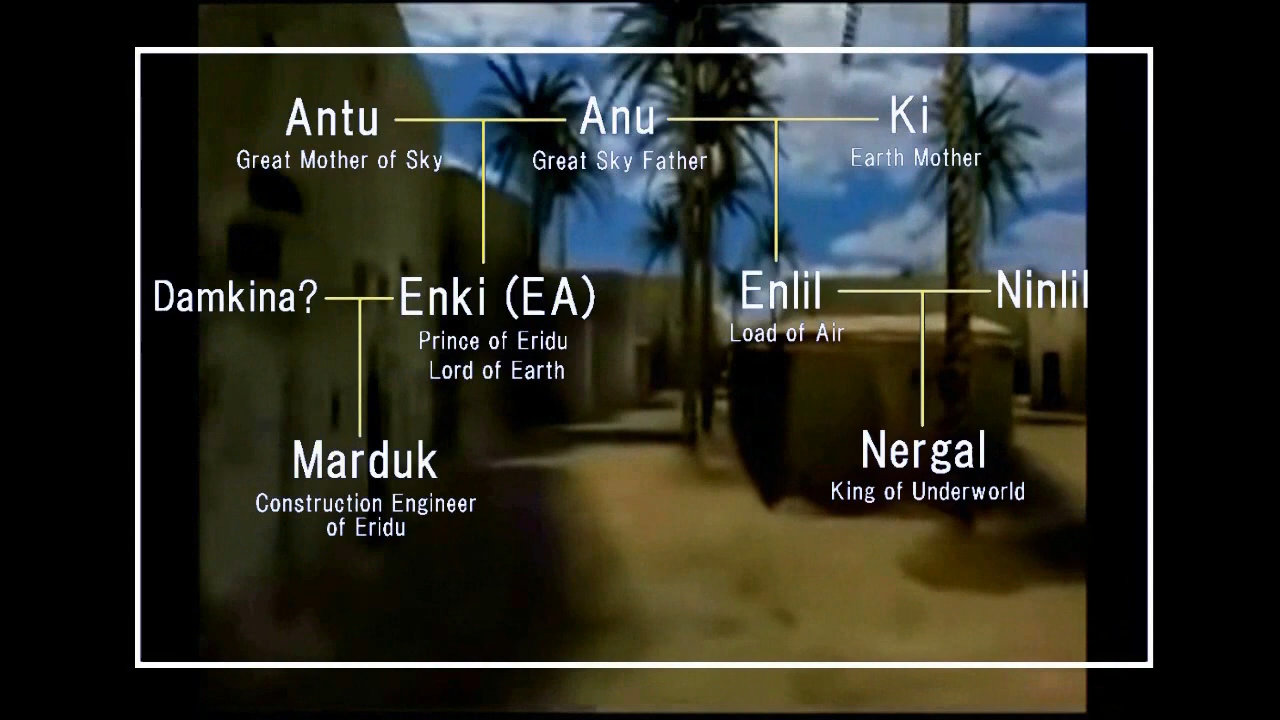 Antu
Anu
Ki
Great Mother of Sky
Great Sky Father
Earth Mother
Damkina?
Enki (EA)
Enlil
Ninlil
Prince of Eridu
Lord of Earth
Load of Air
Marduk
Nergal
Construction Engineer
of Eridu
King of Underworld